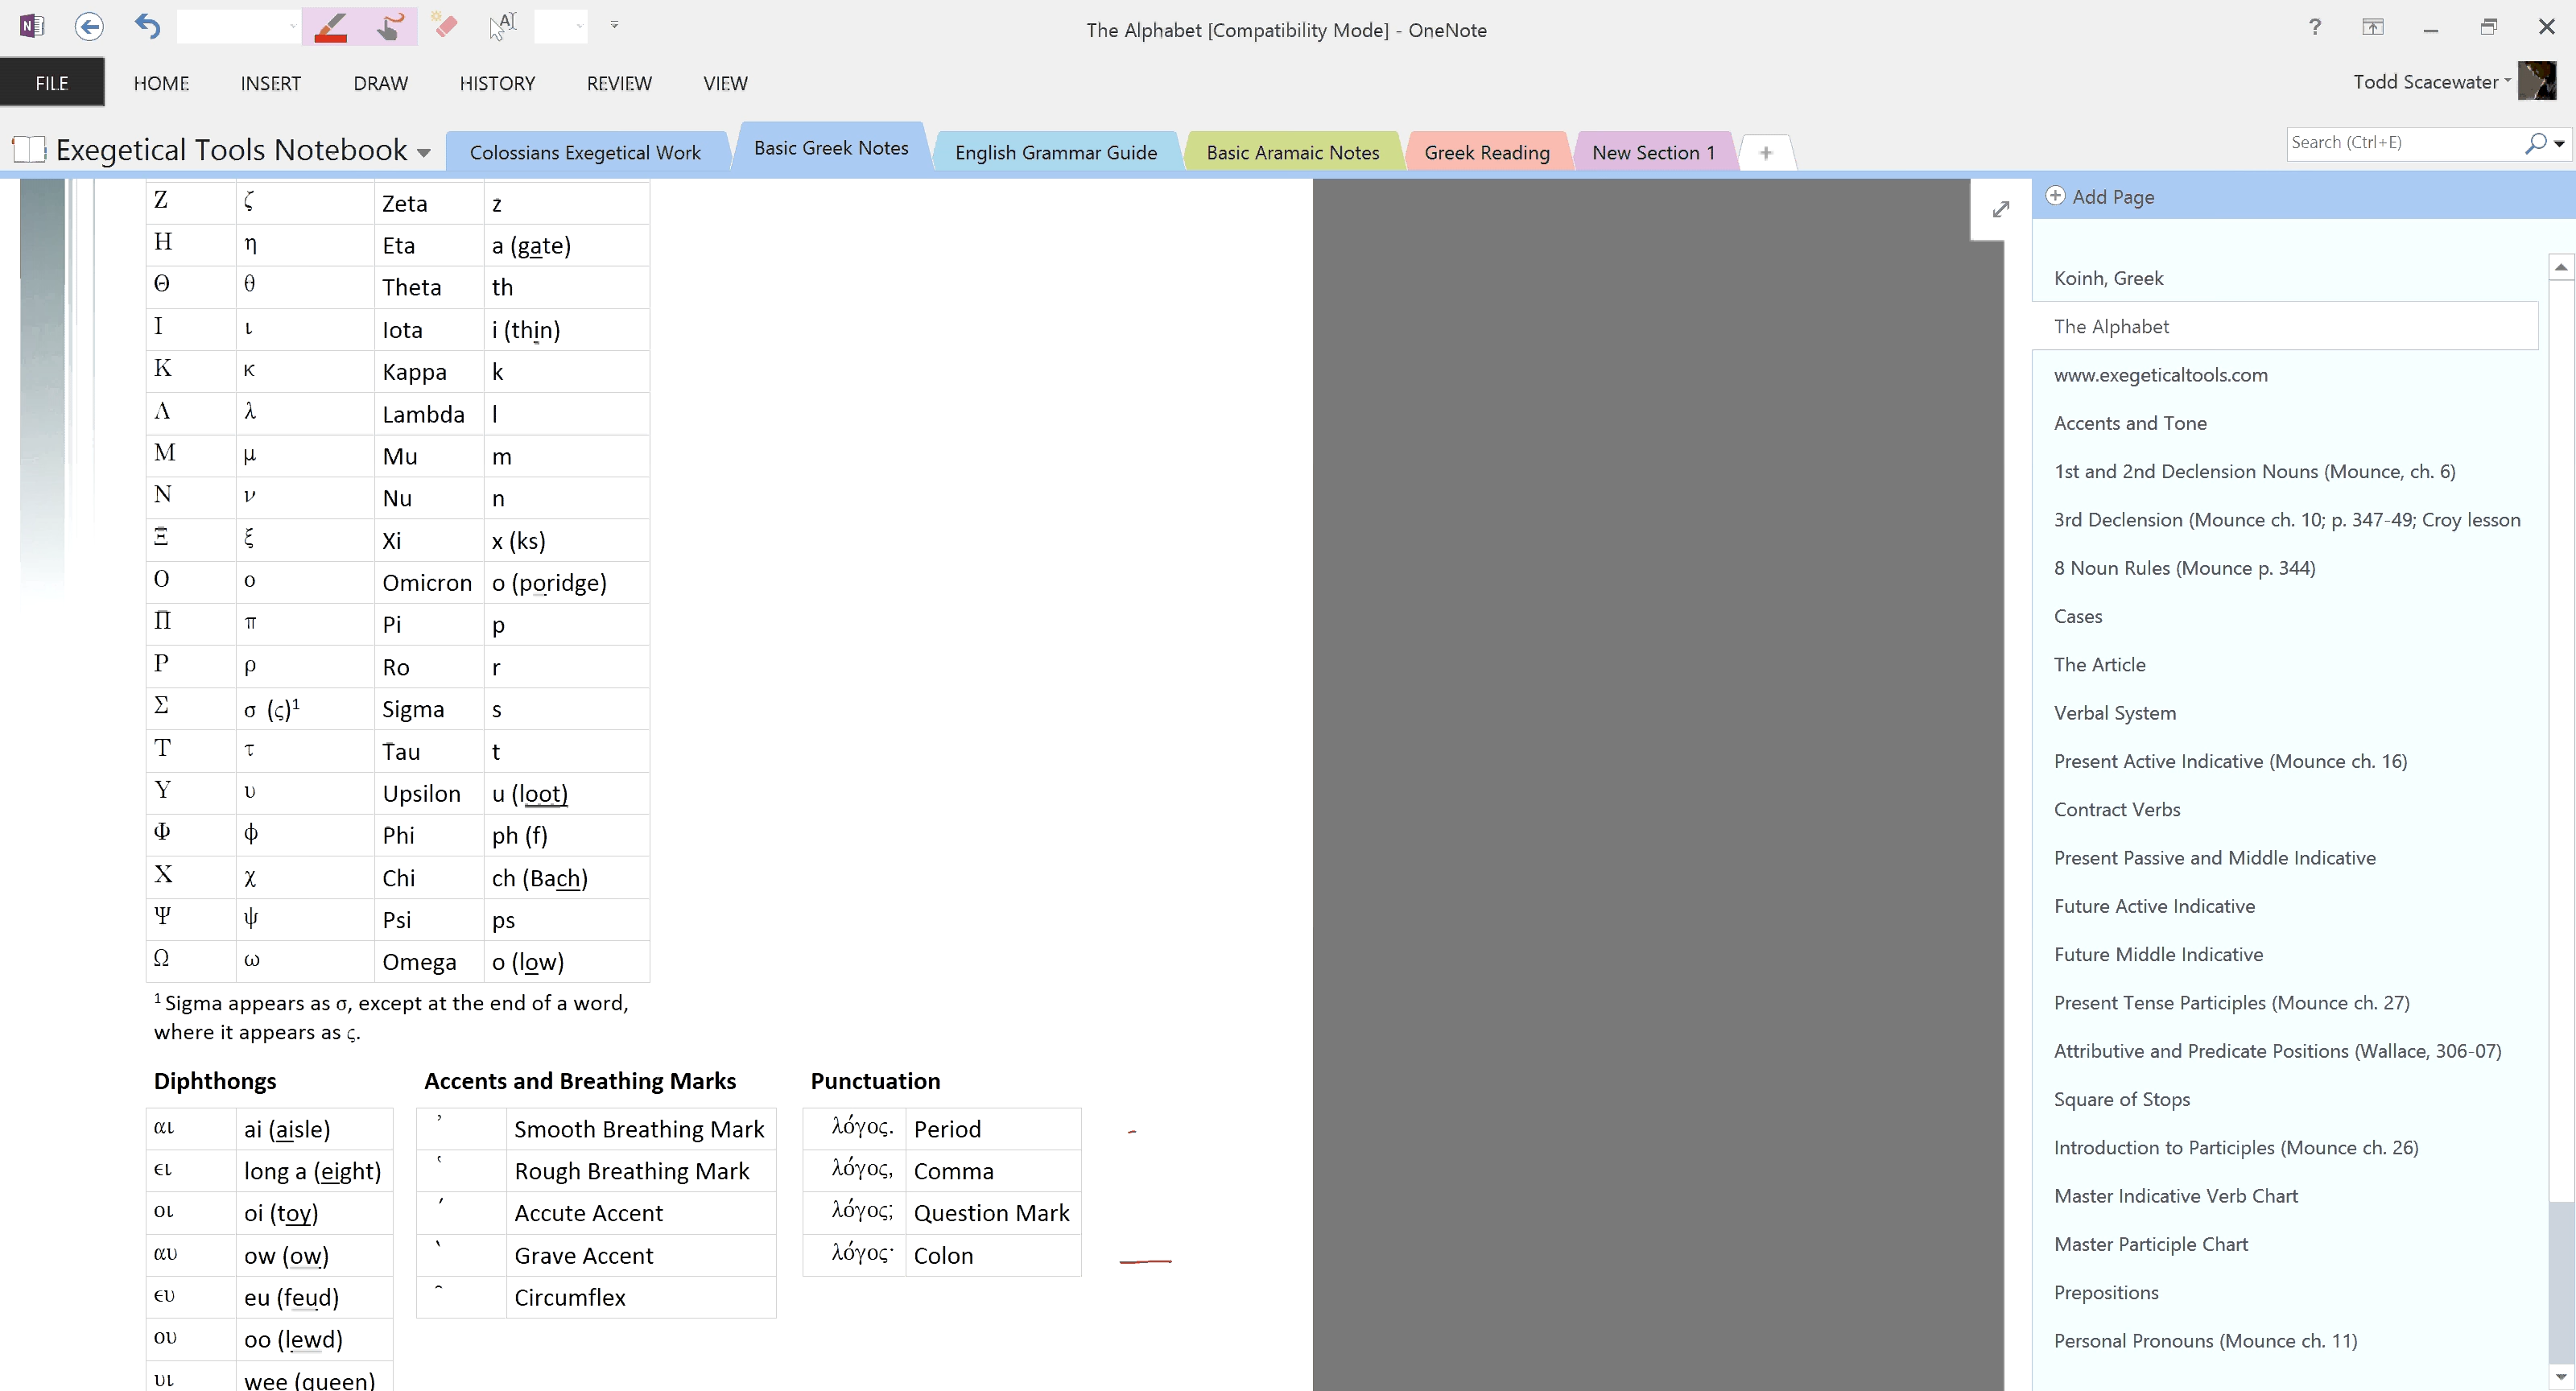 The Alphabet [Compatibility Mode] - OneNote
?
FILE HOME INSERT DRAW HISTORY REVIEW VIEW
Todd Scacewater
Exegetical Tools Notebook
Colossians Exegetical Work
Basic Greek Notes
English Grammar Guide
Basic Aramaic Notes
Greek Reading
New Section 1
+
Search (Ctrl+E)
Ζ ζ Zeta z
Η η Eta a (gate)
Θ θ Theta th
Ι ι Iota i (thin)
Κ κ Kappa k
Λ λ Lambda l
Μ μ Mu m
Ν ν Nu n
Ξ ξ Xi x (ks)
Ο ο Omicron o (poridge)
Π π Pi p
Ρ ρ Ro r
Σ σ (ς)¹ Sigma s
Τ τ Tau t
Υ υ Upsilon u (loot)
Φ φ Phi ph (f)
Χ χ Chi ch (Bach)
Ψ ψ Psi ps
Ω ω Omega o (low)
¹ Sigma appears as σ, except at the end of a word,
where it appears as ς.
Diphthongs
αι ai (aisle)
ει long a (eight)
οι oi (toy)
αυ ow (ow)
ευ eu (feud)
ου oo (lewd)
υι wee (queen)
Accents and Breathing Marks
᾿ Smooth Breathing Mark
῾ Rough Breathing Mark
´ Accute Accent
` Grave Accent
῀ Circumflex
Punctuation
λόγος. Period
λόγος, Comma
λόγος; Question Mark
λόγος· Colon
Add Page
Koinh, Greek
The Alphabet
www.exegeticaltools.com
Accents and Tone
1st and 2nd Declension Nouns (Mounce, ch. 6)
3rd Declension (Mounce ch. 10; p. 347-49; Croy lesson
8 Noun Rules (Mounce p. 344)
Cases
The Article
Verbal System
Present Active Indicative (Mounce ch. 16)
Contract Verbs
Present Passive and Middle Indicative
Future Active Indicative
Future Middle Indicative
Present Tense Participles (Mounce ch. 27)
Attributive and Predicate Positions (Wallace, 306-07)
Square of Stops
Introduction to Participles (Mounce ch. 26)
Master Indicative Verb Chart
Master Participle Chart
Prepositions
Personal Pronouns (Mounce ch. 11)